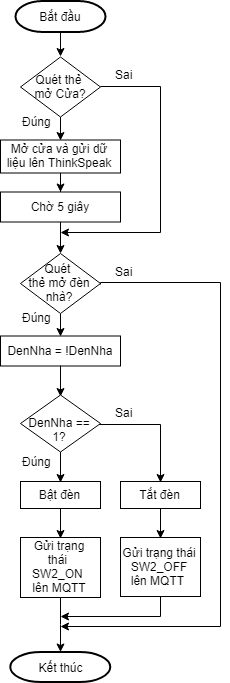 Bắt đầu
Quét thẻ
mở Cửa?
Sai
Đúng
Mở cửa và gửi dữ
liệu lên ThinkSpeak
Chờ 5 giây
Quét
thẻ mở đèn
nhà?
Sai
Đúng
DenNha = !DenNha
DenNha ==
1?
Sai
Đúng
Bật đèn
Tắt đèn
Gửi trạng
thái
SW2_ON
lên MQTT
Gửi trạng thái
SW2_OFF
lên MQTT
Kết thúc